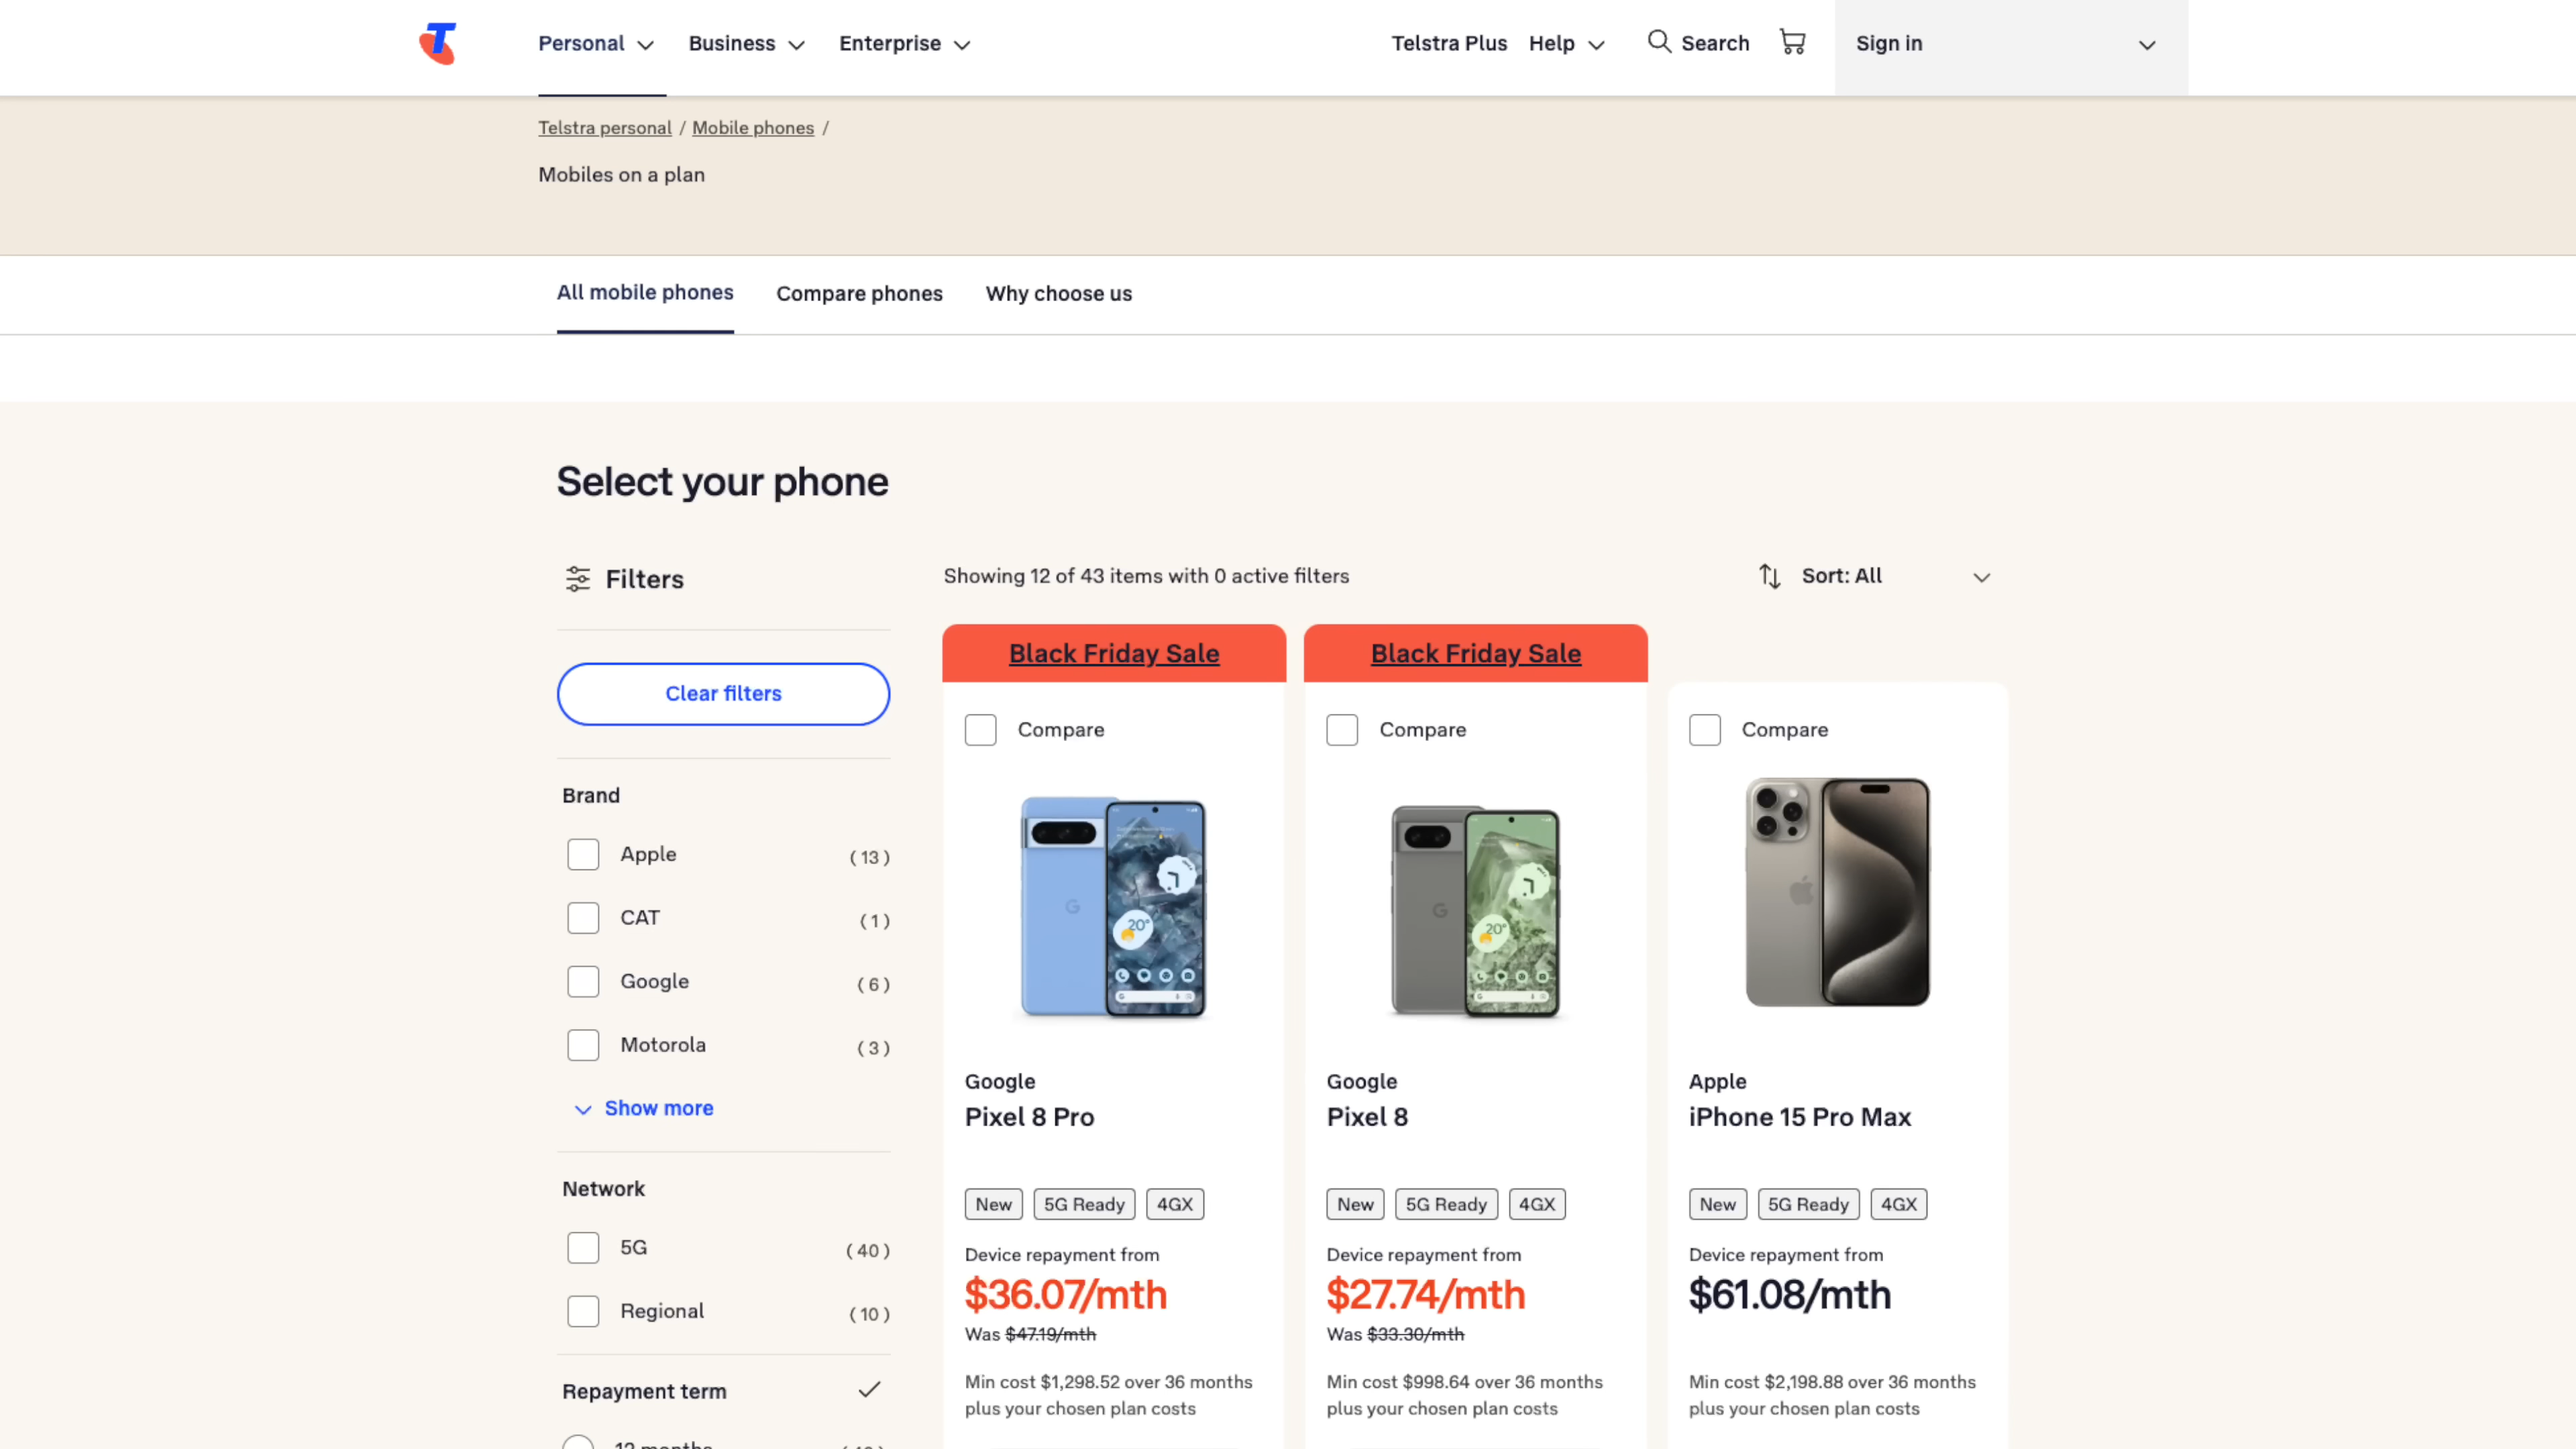 Personal
Business
Enterprise
Telstra Plus
Help
Search
Sign in
Telstra personal / Mobile phones /
Mobiles on a plan
All mobile phones
Compare phones
Why choose us
Select your phone
Filters
Showing 12 of 43 items with 0 active filters
Sort: All
Clear filters
Brand
Apple (13)
CAT (1)
Google (6)
Motorola (3)
Show more
Network
5G (40)
Regional (10)
Repayment term
Black Friday Sale
Compare
20°
Google
Pixel 8 Pro
New 5G Ready 4GX
Device repayment from
$36.07/mth
Was $47.19/mth
Min cost $1,298.52 over 36 months
plus your chosen plan costs
Black Friday Sale
Compare
20°
Google
Pixel 8
New 5G Ready 4GX
Device repayment from
$27.74/mth
Was $33.30/mth
Min cost $998.64 over 36 months
plus your chosen plan costs
Compare
Apple
iPhone 15 Pro Max
New 5G Ready 4GX
Device repayment from
$61.08/mth
Min cost $2,198.88 over 36 months
plus your chosen plan costs